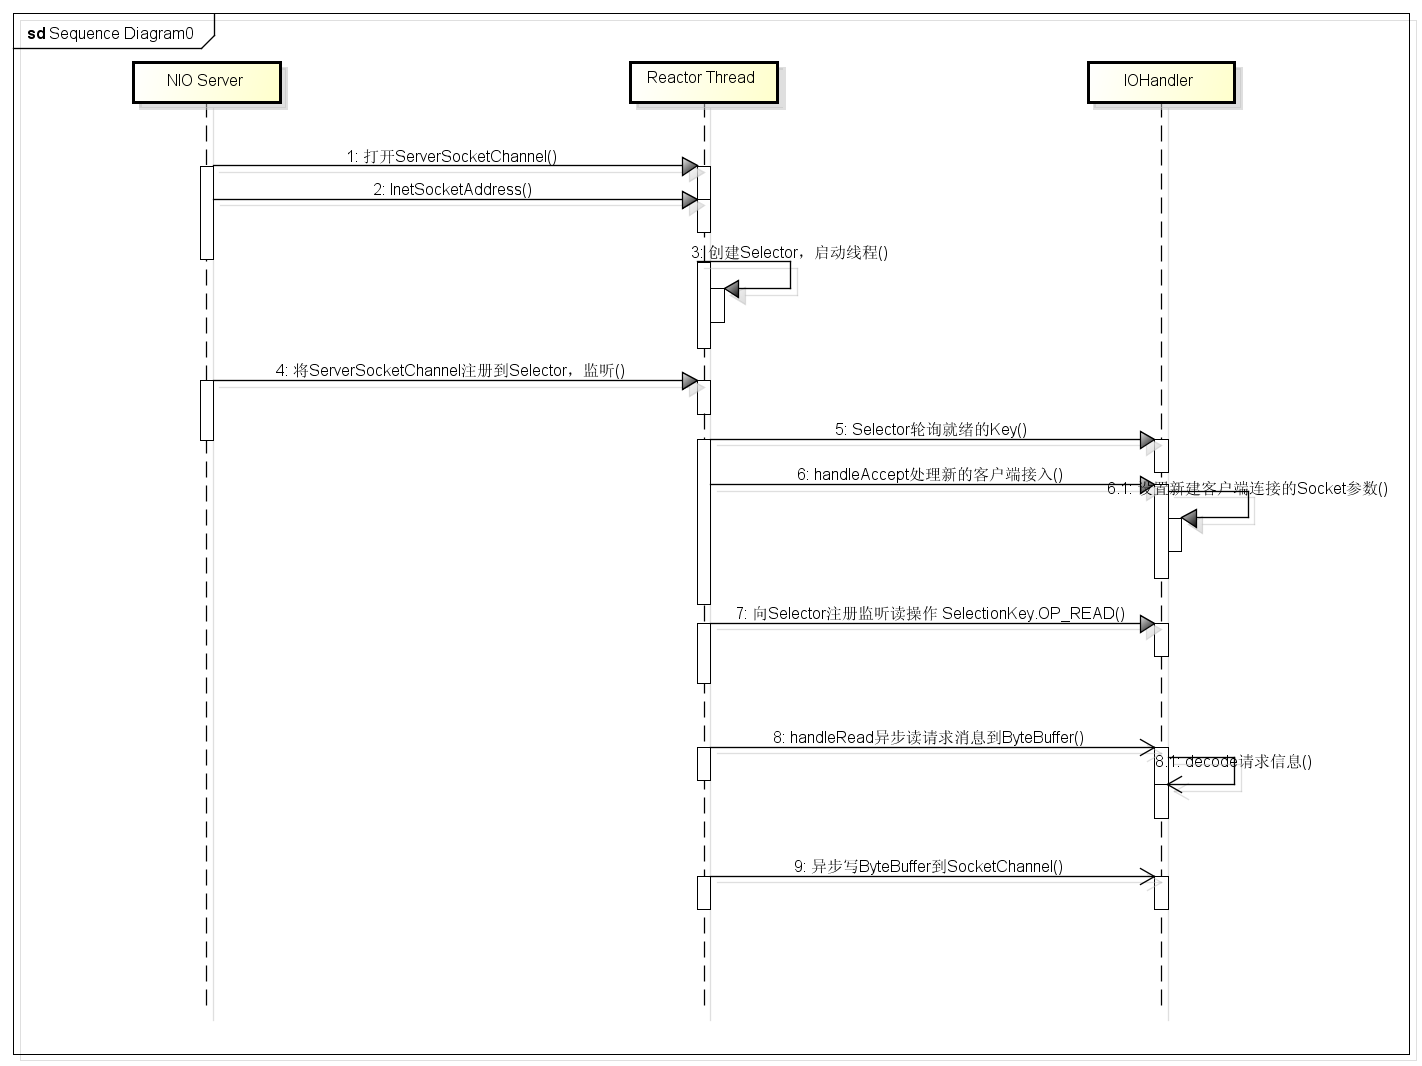 sd Sequence Diagram0
NIO Server
Reactor Thread
IOHandler
1: 打开ServerSocketChannel()
2: InetSocketAddress()
3: 创建Selector，启动线程()
4: 将ServerSocketChannel注册到Selector，监听()
5: Selector轮询就绪的Key()
6: handleAccept处理新的客户端接入()
6.1: 设置新建客户端连接的Socket参数()
7: 向Selector注册监听读操作 SelectionKey.OP_READ()
8: handleRead异步读请求消息到ByteBuffer()
8.1: decode请求信息()
9: 异步写ByteBuffer到SocketChannel()